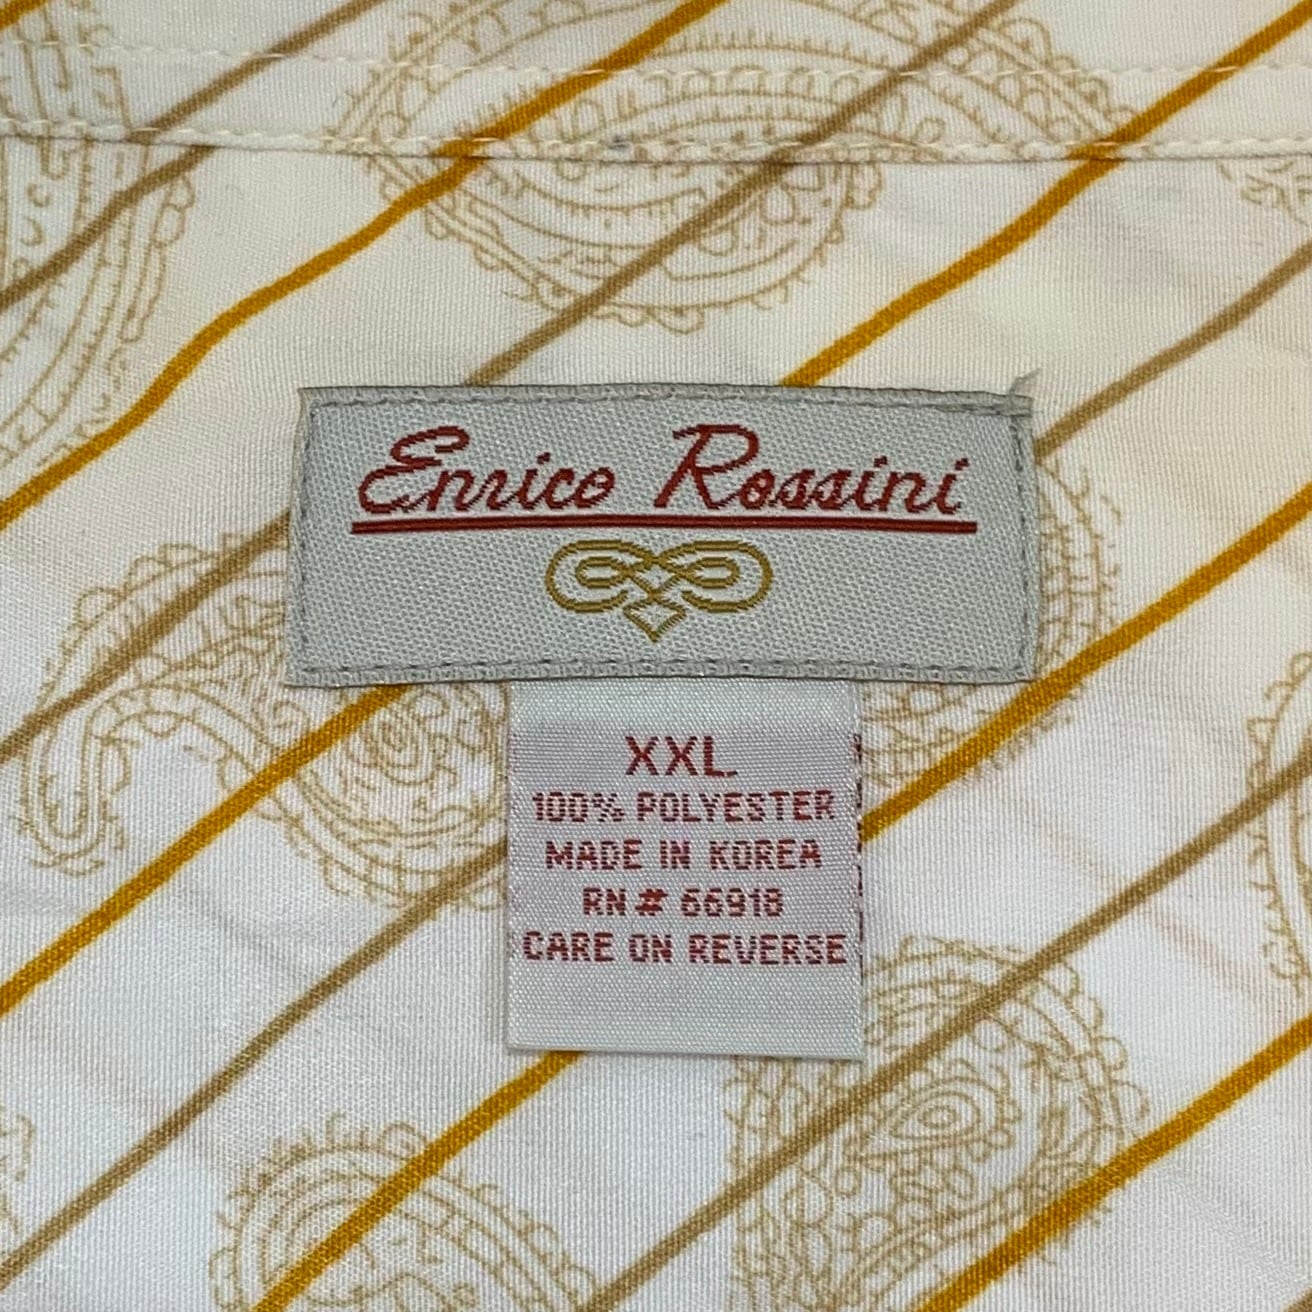 Enrico Rossini
XXL
100% POLYESTER
MADE IN KOREA
RN # 66918
CARE ON REVERSE